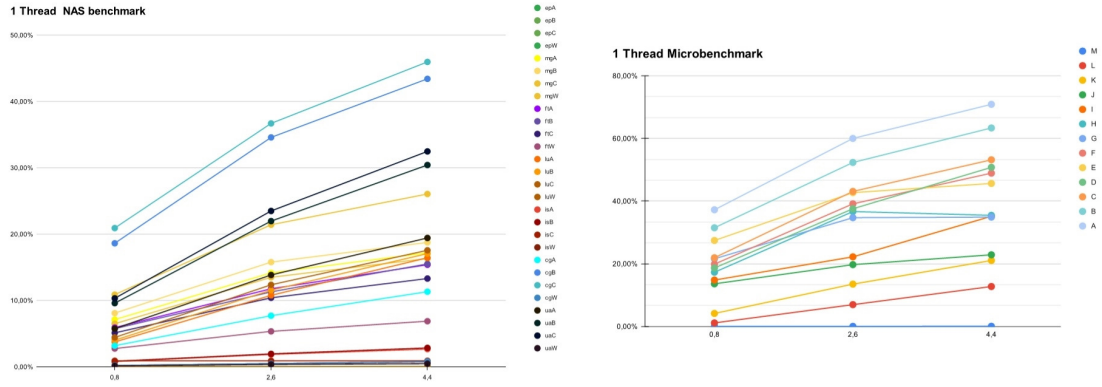 1 Thread NAS benchmark
50,00%
40,00%
30,00%
20,00%
10,00%
0,00%
0,8
2,6
4,4
epA
epB
epC
epW
mgA
mgB
mgC
mgW
ftA
ftB
ftC
ftW
luA
luB
luC
luW
isA
isB
isC
isW
cgA
cgB
cgC
cgW
uaA
uaB
uaC
uaW
1 Thread Microbenchmark
80,00%
60,00%
40,00%
20,00%
0,00%
0,8
2,6
4,4
M
L
K
J
I
H
G
F
E
D
C
B
A